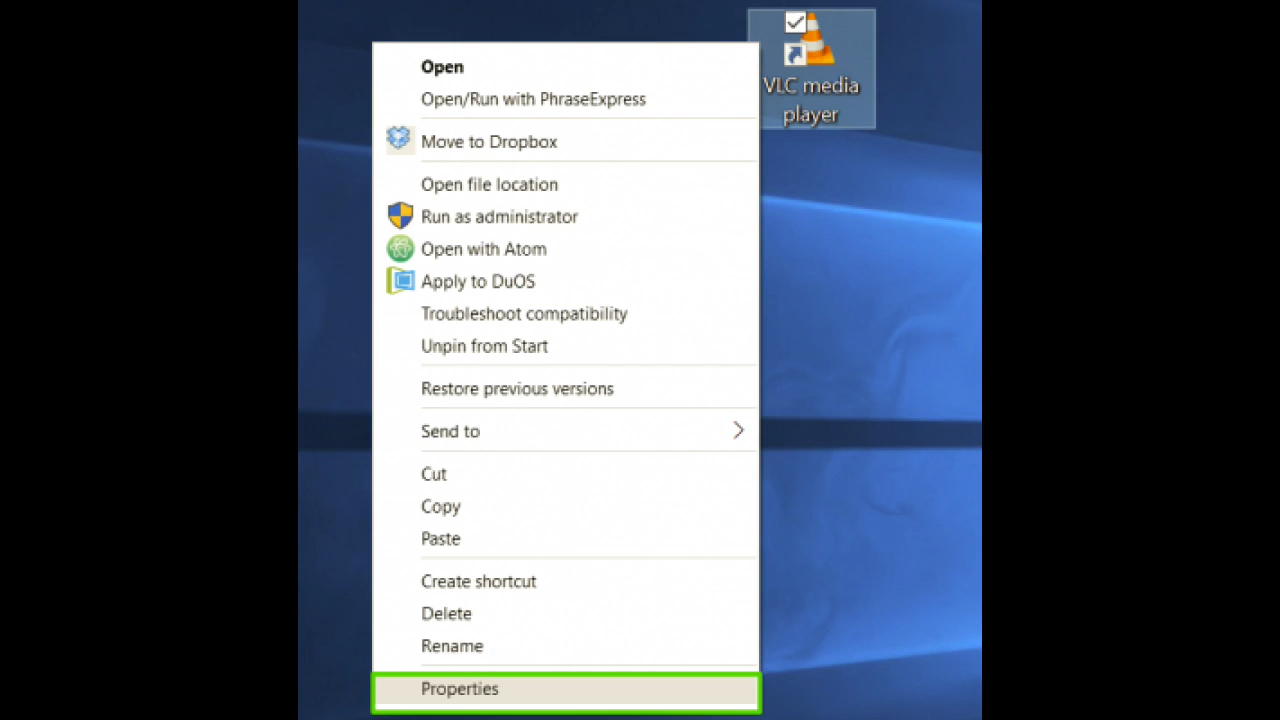 VLC media
player
Open
Open/Run with PhraseExpress
Move to Dropbox
Open file location
Run as administrator
Open with Atom
Apply to DuOS
Troubleshoot compatibility
Unpin from Start
Restore previous versions
Send to
Cut
Copy
Paste
Create shortcut
Delete
Rename
Properties